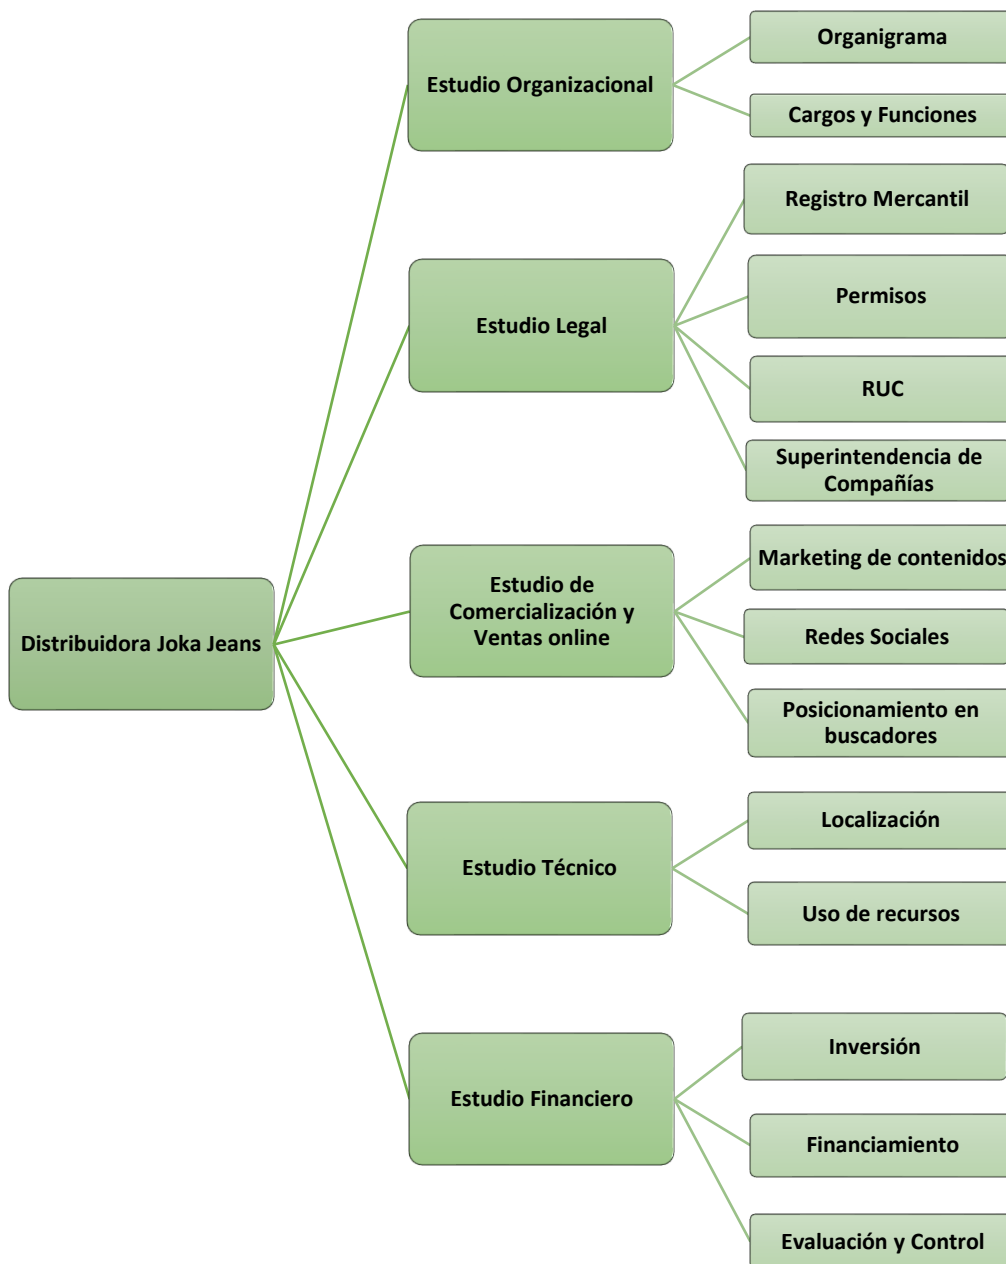 Distribuidora Joka Jeans
Estudio Organizacional
Organigrama
Cargos y Funciones
Estudio Legal
Registro Mercantil
Permisos
RUC
Superintendencia de
Compañías
Estudio de
Comercialización y
Ventas online
Marketing de contenidos
Redes Sociales
Posicionamiento en
buscadores
Estudio Técnico
Localización
Uso de recursos
Estudio Financiero
Inversión
Financiamiento
Evaluación y Control